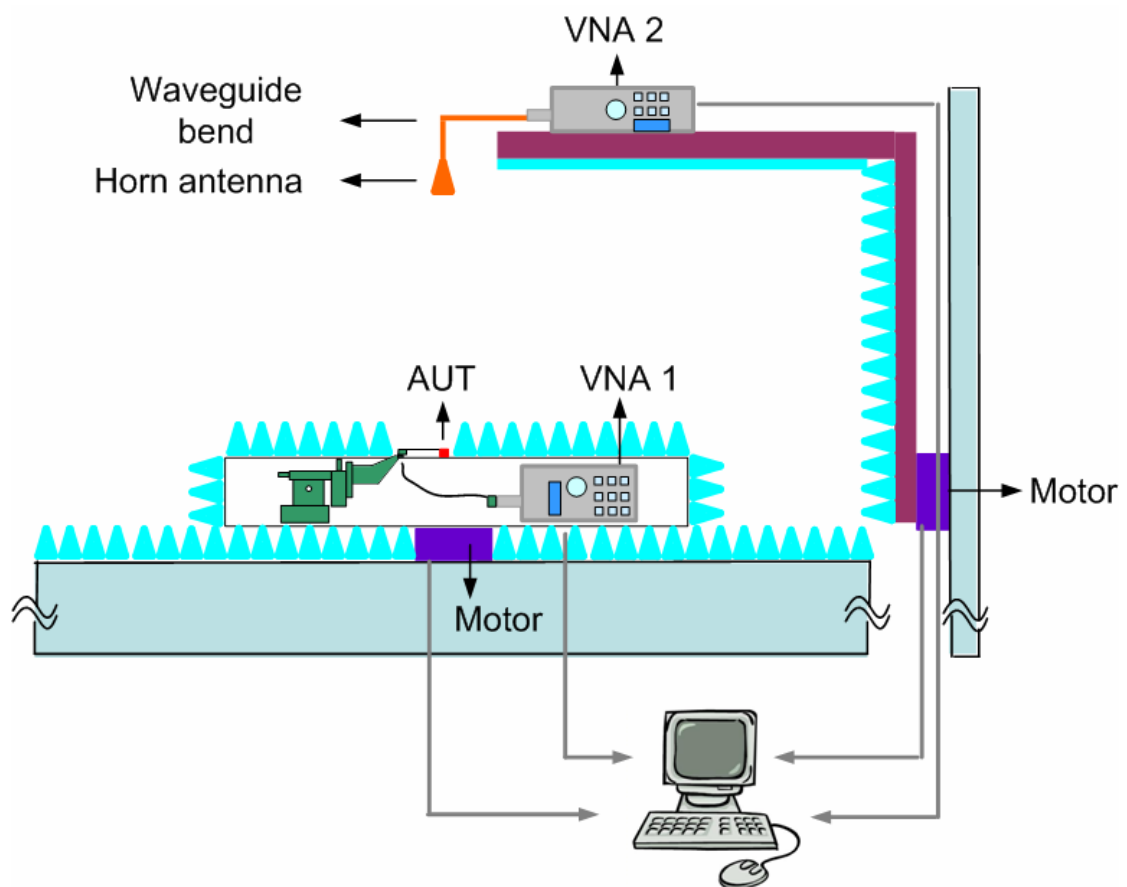 VNA 2
Waveguide
bend
Horn antenna
AUT
VNA 1
Motor
Motor